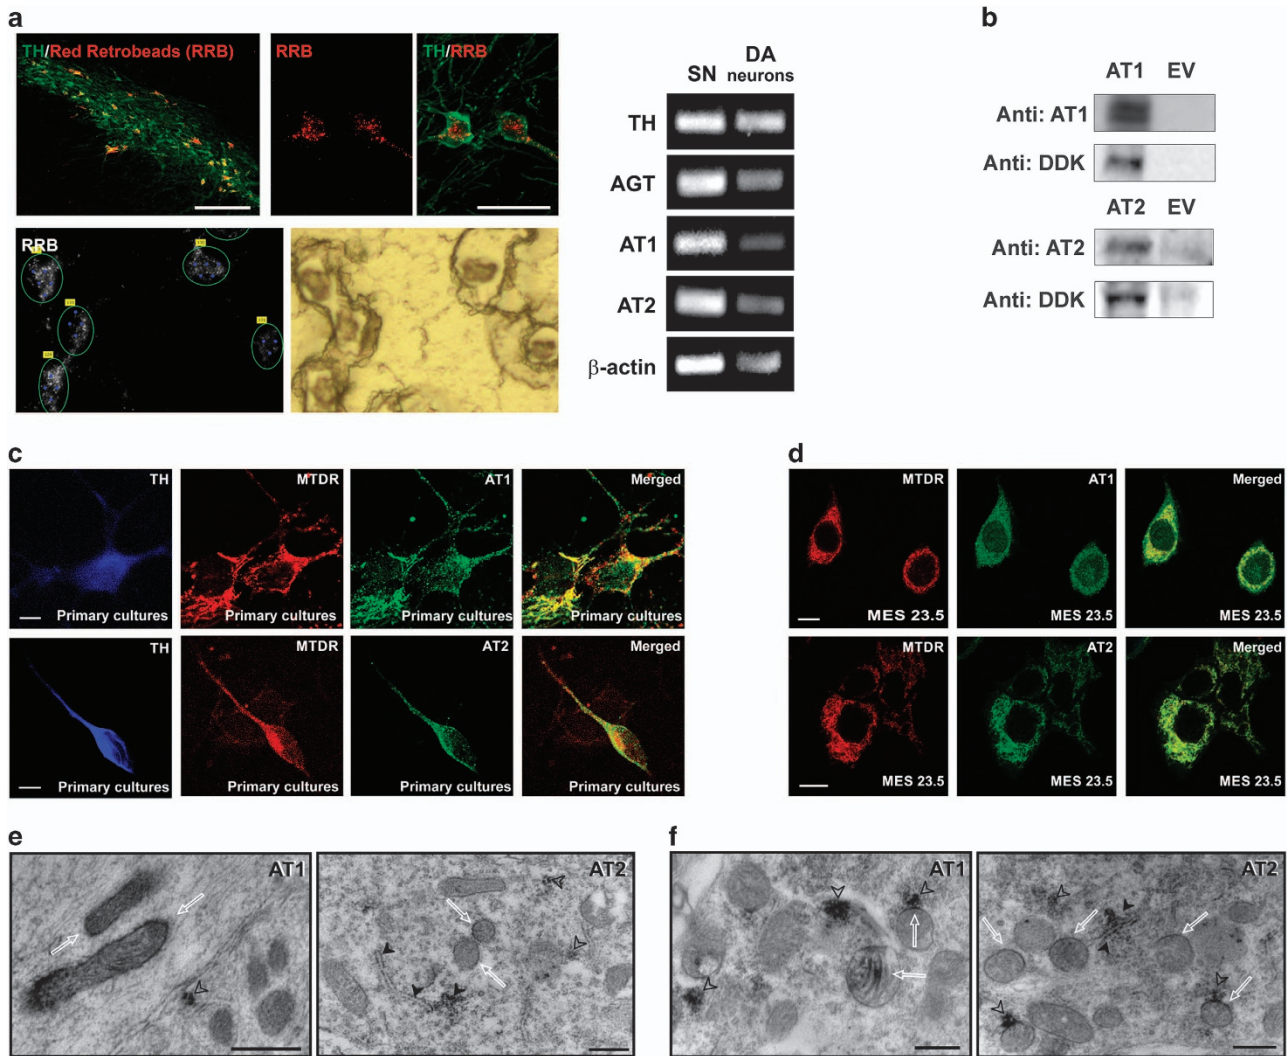 a
TH/Red Retrobeads (RRB)
RRB
TH/RRB
RRB
SN
DA
neurons
TH
AGT
AT1
AT2
β-actin
b
AT1 EV
Anti: AT1
Anti: DDK
AT2 EV
Anti: AT2
Anti: DDK
c
TH
Primary cultures
MTDR
Primary cultures
AT1
Primary cultures
Merged
Primary cultures
TH
Primary cultures
MTDR
Primary cultures
AT2
Primary cultures
Merged
Primary cultures
d
MTDR
MES 23.5
AT1
MES 23.5
Merged
MES 23.5
MTDR
MES 23.5
AT2
MES 23.5
Merged
MES 23.5
e
AT1
AT2
f
AT1
AT2